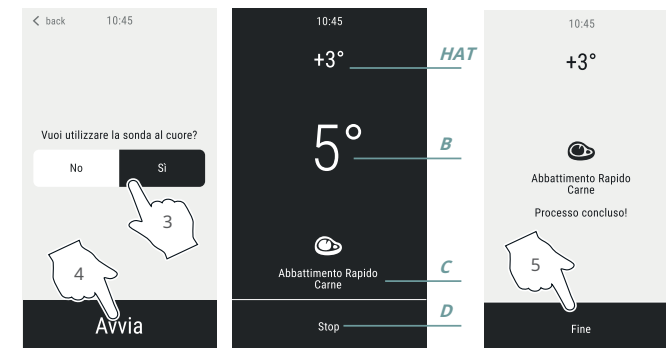 back 10:45
Vuoi utilizzare la sonda al cuore?
No Sì
3
4
Avvia
10:45
+3°
HAT
5°
B
Abbattimento Rapido
Carne
C
D
Stop
10:45
+3°
Abbattimento Rapido
Carne
Processo concluso!
5
Fine